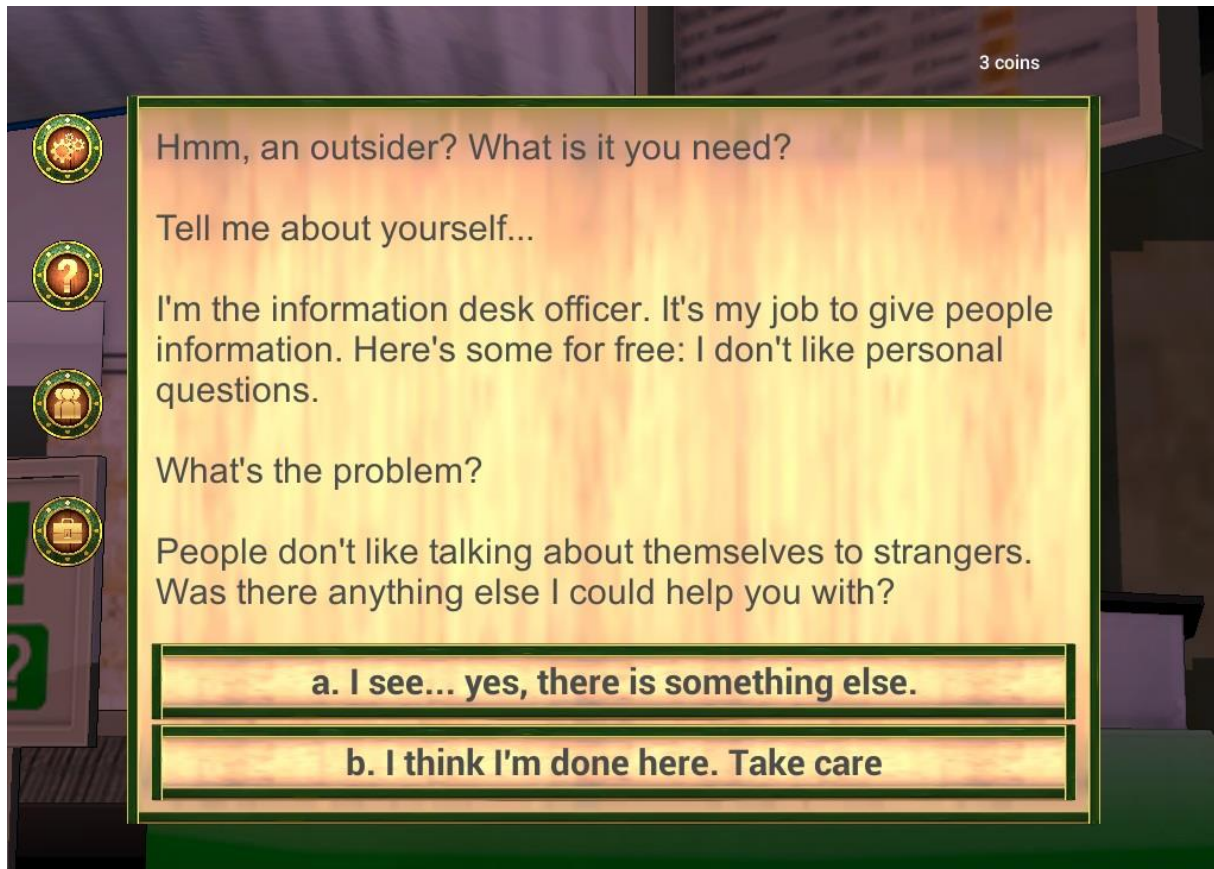 3 coins
Hmm, an outsider? What is it you need?
Tell me about yourself...
I'm the information desk officer. It's my job to give people
information. Here's some for free: I don't like personal
questions.
What's the problem?
People don't like talking about themselves to strangers.
Was there anything else I could help you with?
a. I see... yes, there is something else.
b. I think I'm done here. Take care